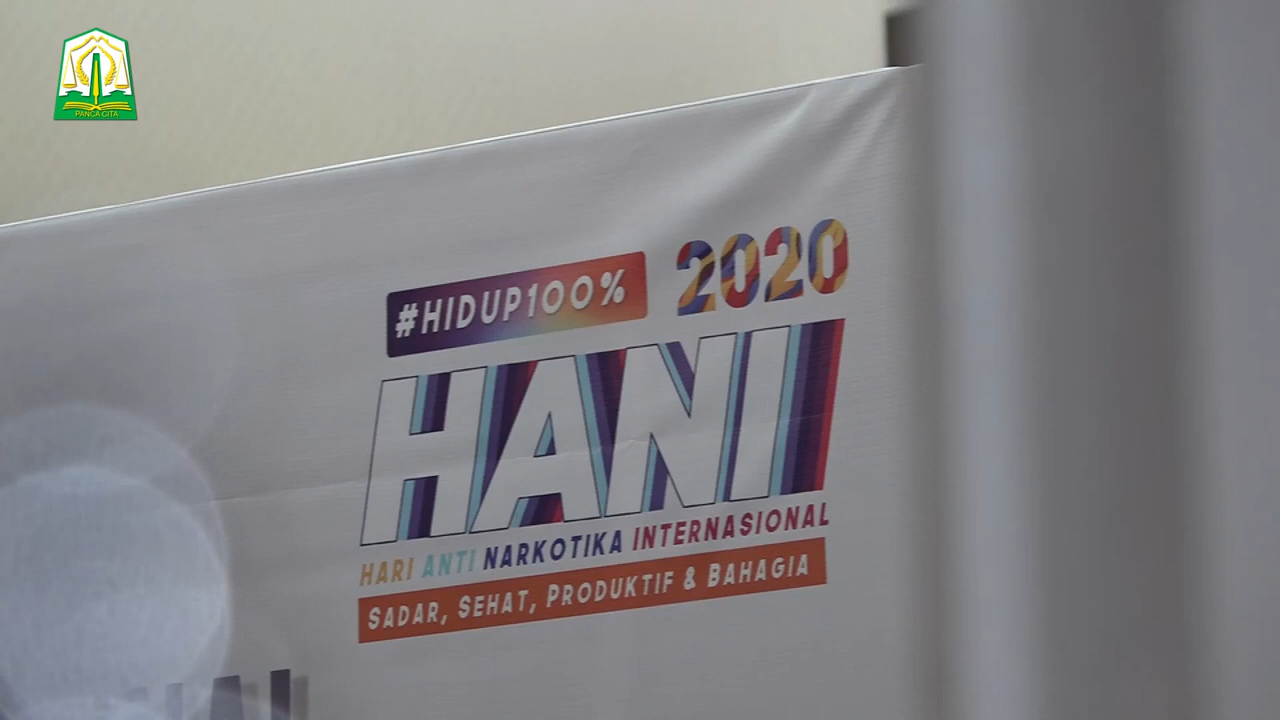 PANCA CITA
#HIDUP100% 2020
HANI
HARI ANTI NARKOTIKA INTERNASIONAL
SADAR, SEHAT, PRODUKTIF & BAHAGIA